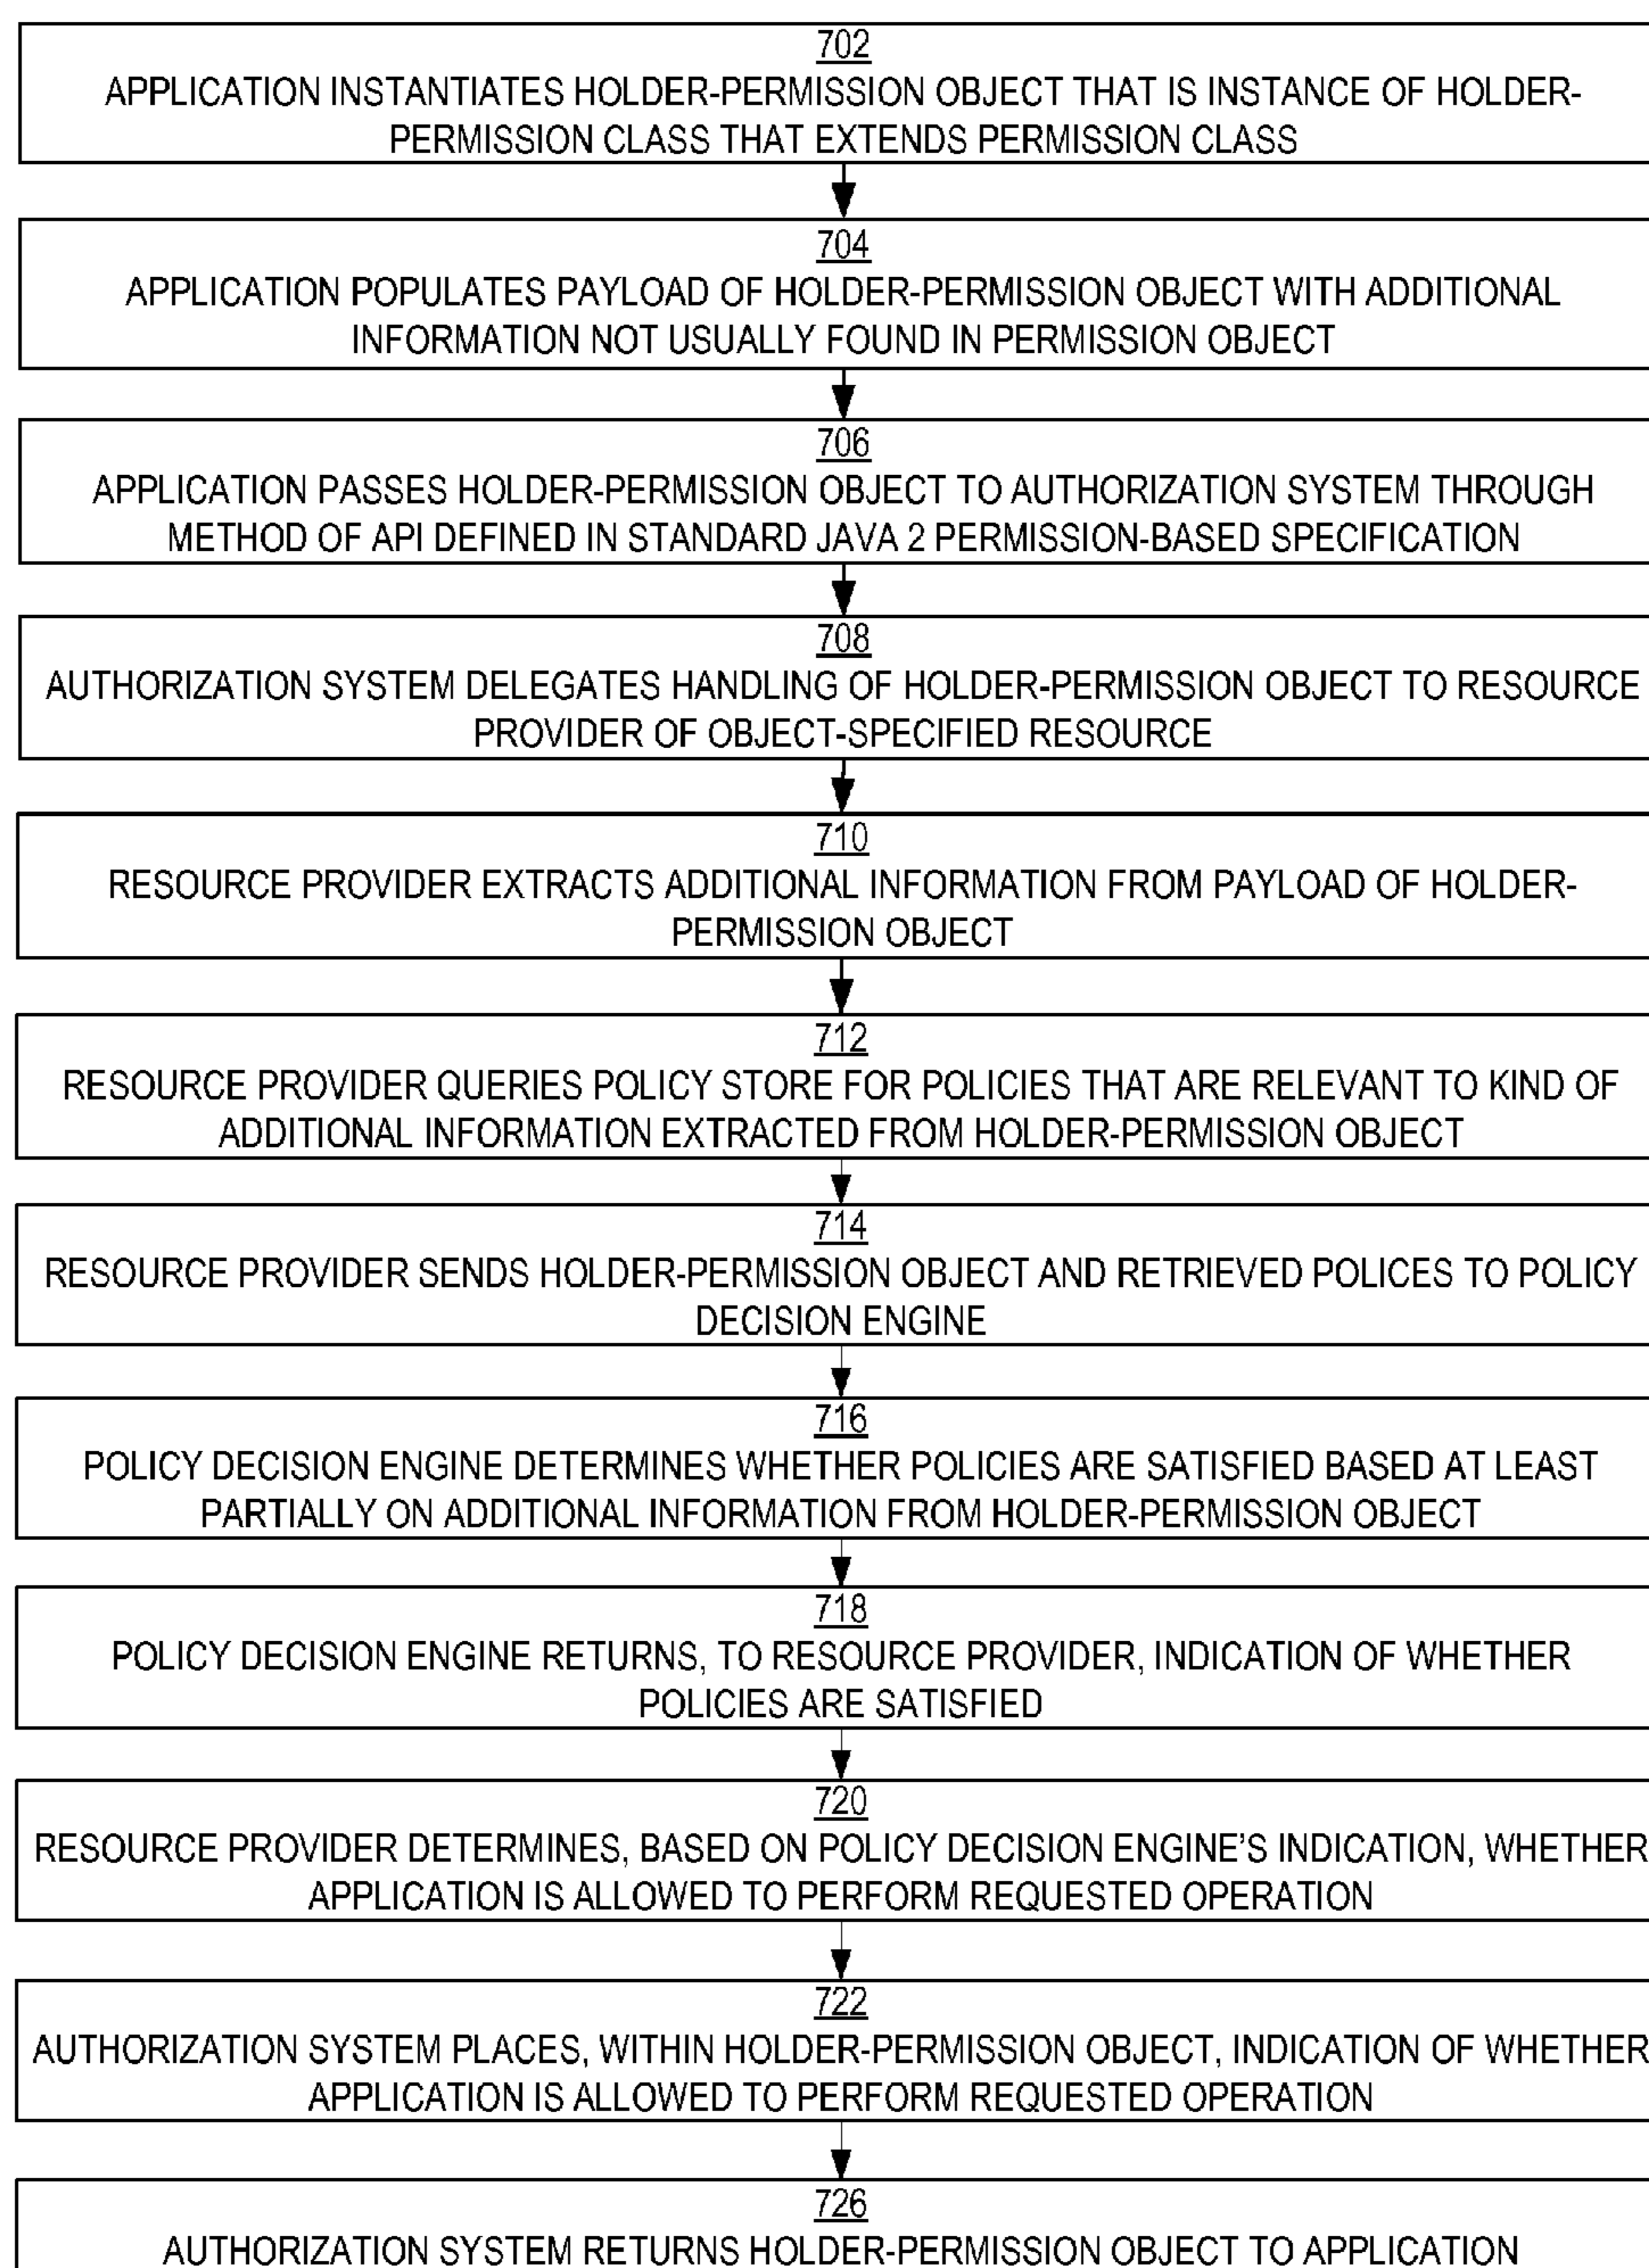 702
APPLICATION INSTANTIATES HOLDER-PERMISSION OBJECT THAT IS INSTANCE OF HOLDER-
PERMISSION CLASS THAT EXTENDS PERMISSION CLASS
704
APPLICATION POPULATES PAYLOAD OF HOLDER-PERMISSION OBJECT WITH ADDITIONAL
INFORMATION NOT USUALLY FOUND IN PERMISSION OBJECT
706
APPLICATION PASSES HOLDER-PERMISSION OBJECT TO AUTHORIZATION SYSTEM THROUGH
METHOD OF API DEFINED IN STANDARD JAVA 2 PERMISSION-BASED SPECIFICATION
708
AUTHORIZATION SYSTEM DELEGATES HANDLING OF HOLDER-PERMISSION OBJECT TO RESOURCE
PROVIDER OF OBJECT-SPECIFIED RESOURCE
710
RESOURCE PROVIDER EXTRACTS ADDITIONAL INFORMATION FROM PAYLOAD OF HOLDER-
PERMISSION OBJECT
712
RESOURCE PROVIDER QUERIES POLICY STORE FOR POLICIES THAT ARE RELEVANT TO KIND OF
ADDITIONAL INFORMATION EXTRACTED FROM HOLDER-PERMISSION OBJECT
714
RESOURCE PROVIDER SENDS HOLDER-PERMISSION OBJECT AND RETRIEVED POLICES TO POLICY
DECISION ENGINE
716
POLICY DECISION ENGINE DETERMINES WHETHER POLICIES ARE SATISFIED BASED AT LEAST
PARTIALLY ON ADDITIONAL INFORMATION FROM HOLDER-PERMISSION OBJECT
718
POLICY DECISION ENGINE RETURNS, TO RESOURCE PROVIDER, INDICATION OF WHETHER
POLICIES ARE SATISFIED
720
RESOURCE PROVIDER DETERMINES, BASED ON POLICY DECISION ENGINE'S INDICATION, WHETHER
APPLICATION IS ALLOWED TO PERFORM REQUESTED OPERATION
722
AUTHORIZATION SYSTEM PLACES, WITHIN HOLDER-PERMISSION OBJECT, INDICATION OF WHETHER
APPLICATION IS ALLOWED TO PERFORM REQUESTED OPERATION
726
AUTHORIZATION SYSTEM RETURNS HOLDER-PERMISSION OBJECT TO APPLICATION